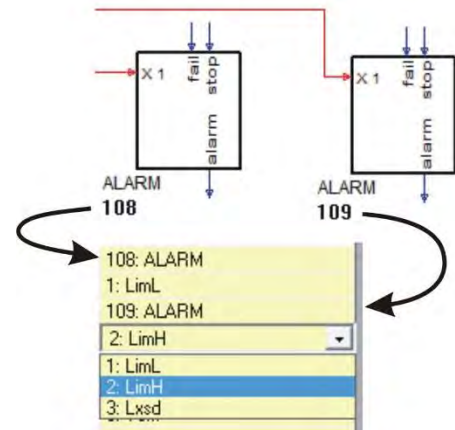 X 1
fail
stop
alarm
ALARM
108
X 1
fail
stop
alarm
ALARM
109
108: ALARM
1: LimL
109: ALARM
2: LimH
1: LimL
2: LimH
3: Lxsd